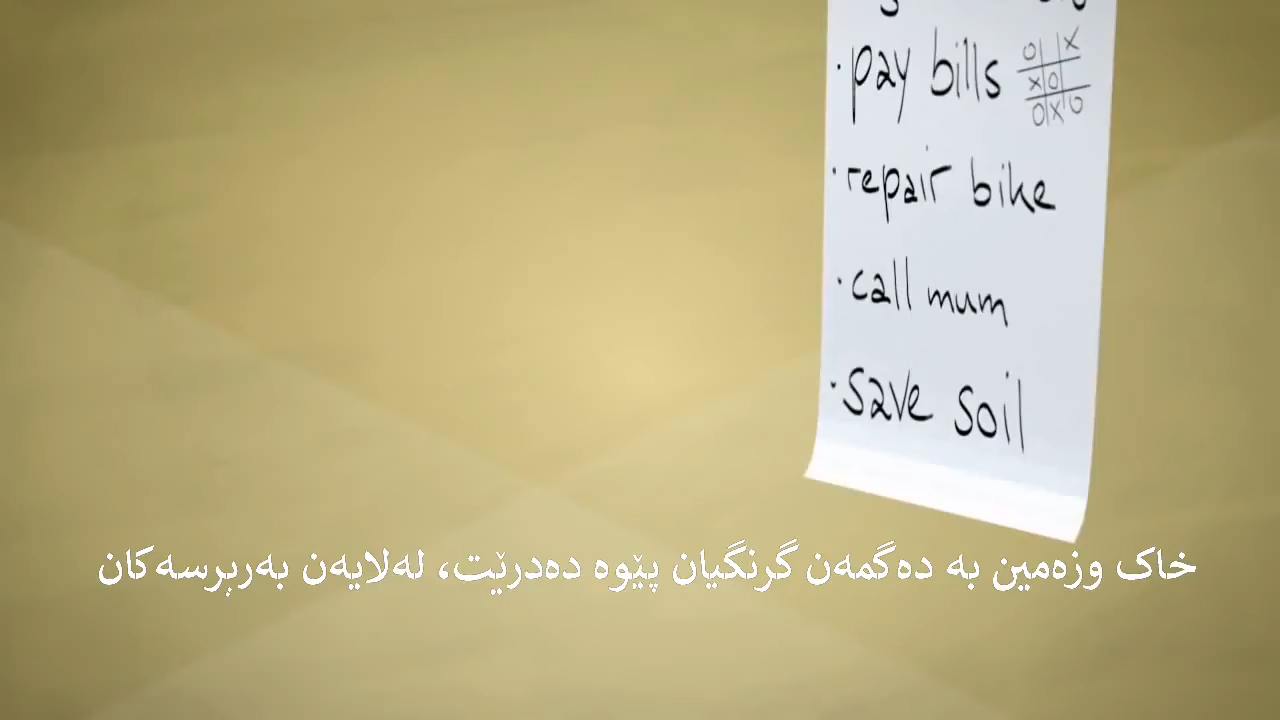 · pay bills
O X
X O
O X O
· repair bike
· call mum
· save soil
خاک وزەمین بە دەگمەن گرنگیان پێوە دەدرێت، لەلایەن بەرپرسەکان